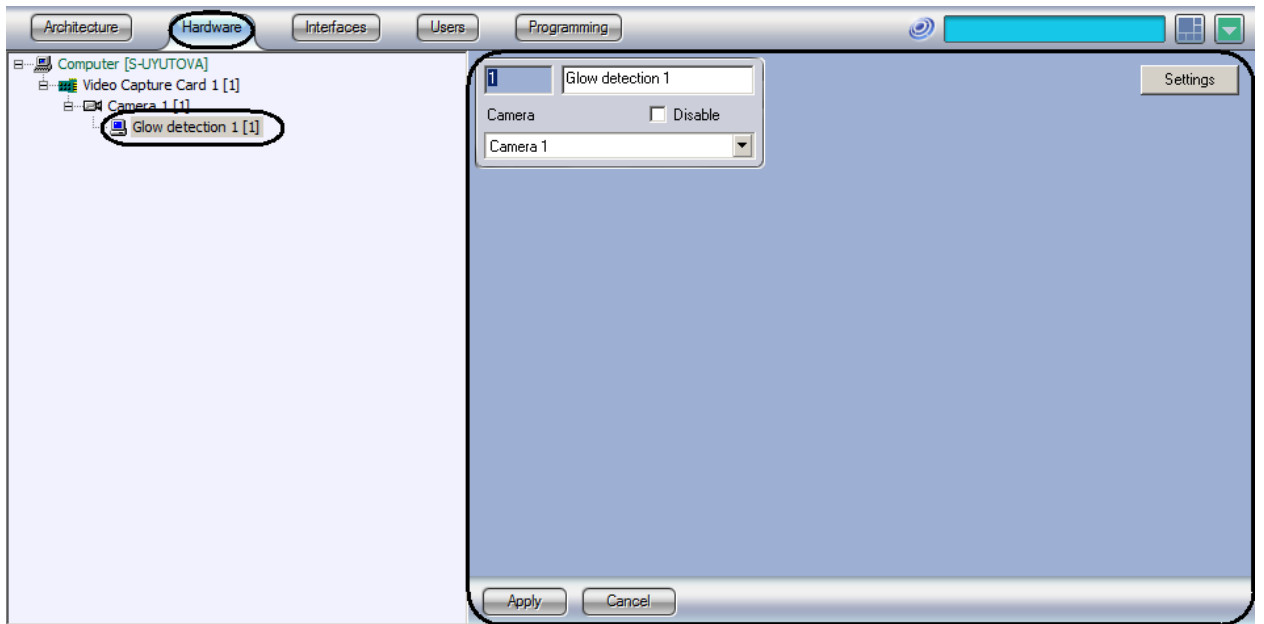 Architecture Hardware Interfaces Users Programming
Computer [S-UYUTOVA]
Video Capture Card 1 [1]
Camera 1 [1]
Glow detection 1 [1]
1 Glow detection 1
Settings
Camera Disable
Camera 1
Apply Cancel